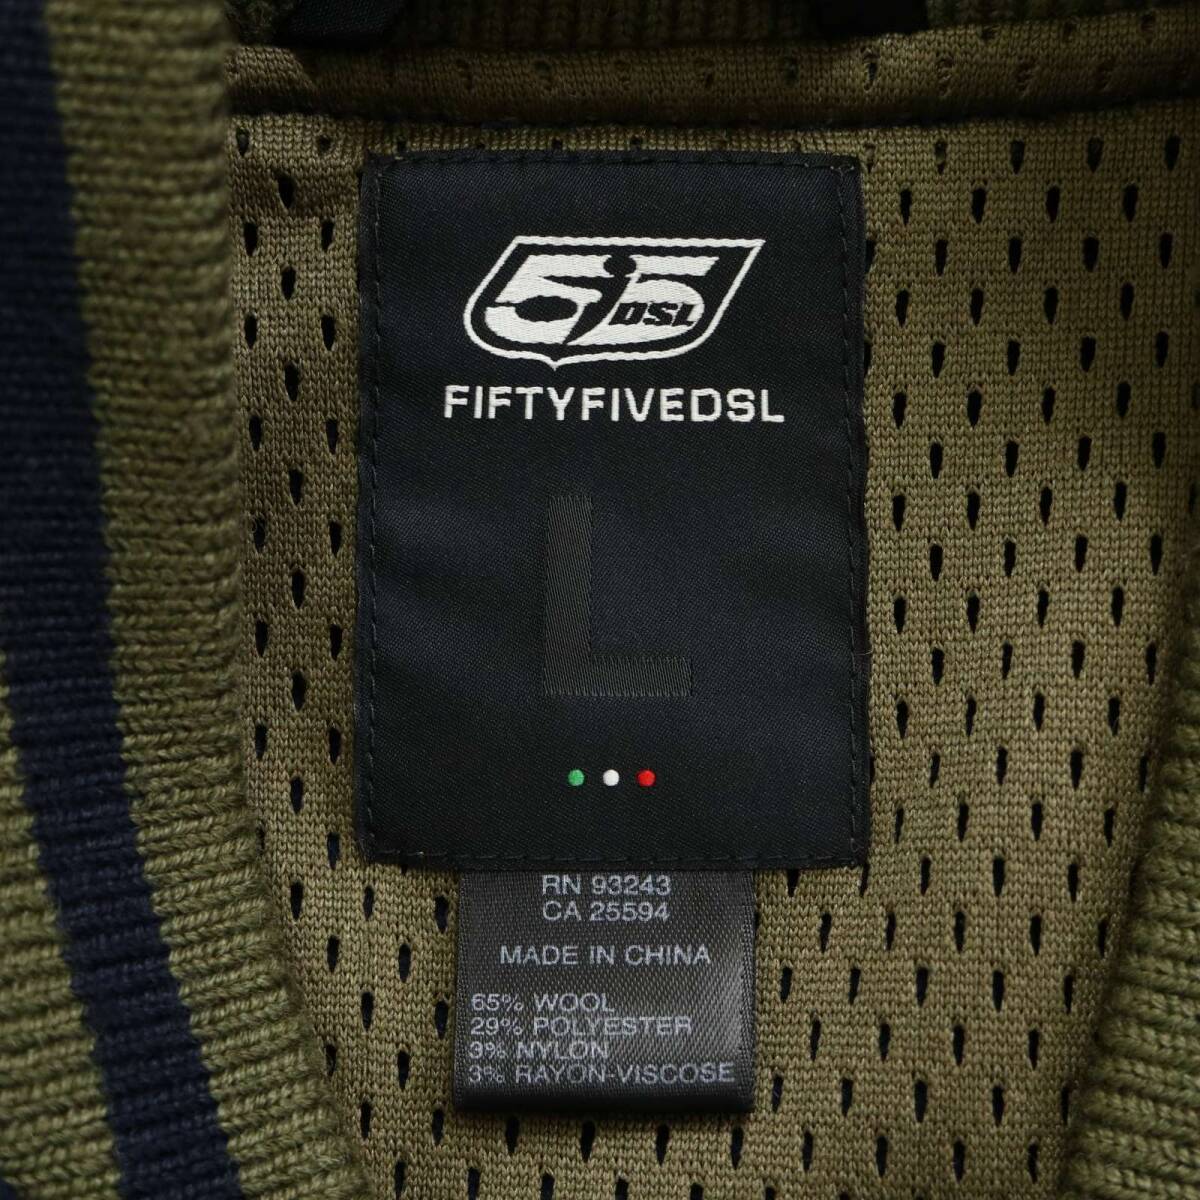 55 DSL
FIFTYFIVEDSL
L
RN 93243
CA 25594
MADE IN CHINA
65% WOOL
29% POLYESTER
3% NYLON
3% RAYON-VISCOSE